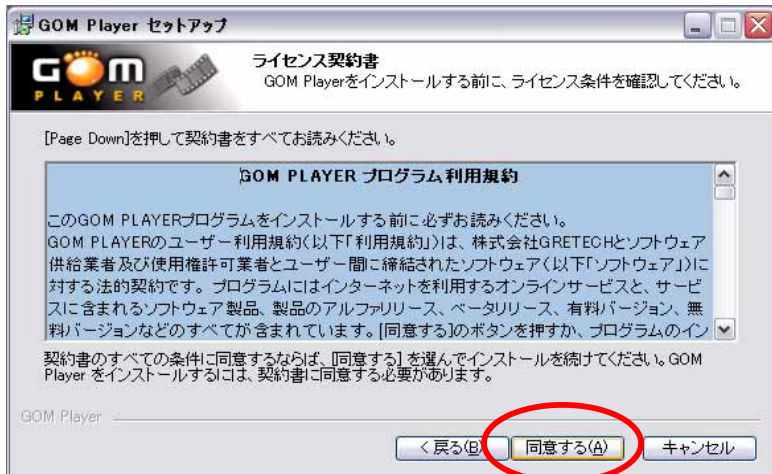 GOM Player セットアップ
GOM
PLAYER
ライセンス契約書
GOM Playerをインストールする前に、ライセンス条件を確認してください。
[Page Down]を押して契約書をすべてお読みください。
GOM PLAYER プログラム利用規約
このGOM PLAYERプログラムをインストールする前に必ずお読みください。
GOM PLAYERのユーザー利用規約(以下「利用規約」)は、株式会社GRETECHとソフトウェア
供給業者及び使用権許可業者とユーザー間に締結されたソフトウェア(以下「ソフトウェア」)に
対する法的契約です。プログラムにはインターネットを利用するオンラインサービスと、サービ
スに含まれるソフトウェア製品、製品のアルファリリース、ベータリリース、有料バージョン、無
料バージョンなどのすべてが含まれています。[同意する]のボタンを押すか、プログラムのイン
契約書のすべての条件に同意するならば、[同意する] を選んでインストールを続けてください。GOM
Player をインストールするには、契約書に同意する必要があります。
GOM Player
< 戻る(B)
同意する(A)
キャンセル